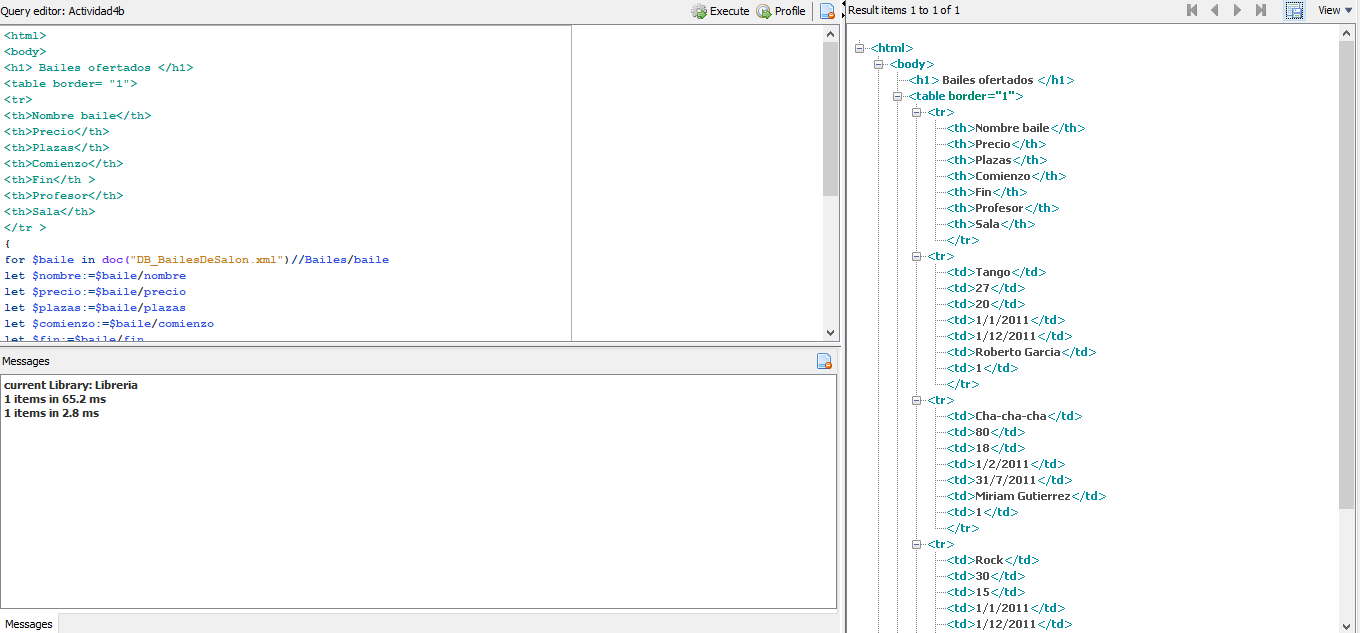 Query editor: Actividad4b
Execute
Profile
<html>
<body>
<h1> Bailes ofertados </h1>
<table border= "1">
<tr>
<th>Nombre baile</th>
<th>Precio</th>
<th>Plazas</th>
<th>Comienzo</th>
<th>Fin</th >
<th>Profesor</th>
<th>Sala</th>
</tr >
{
for $baile in doc("DB_BailesDeSalon.xml")//Bailes/baile
let $nombre:=$baile/nombre
let $precio:=$baile/precio
let $plazas:=$baile/plazas
let $comienzo:=$baile/comienzo
let $fin:=$baile/fin
Messages
current Library: Libreria
1 items in 65.2 ms
1 items in 2.8 ms
Messages
Result items 1 to 1 of 1
View
<html>
<body>
<h1> Bailes ofertados </h1>
<table border="1">
<tr>
<th>Nombre baile</th>
<th>Precio</th>
<th>Plazas</th>
<th>Comienzo</th>
<th>Fin</th>
<th>Profesor</th>
<th>Sala</th>
</tr>
<tr>
<td>Tango</td>
<td>27</td>
<td>20</td>
<td>1/1/2011</td>
<td>1/12/2011</td>
<td>Roberto Garcia</td>
<td>1</td>
</tr>
<tr>
<td>Cha-cha-cha</td>
<td>80</td>
<td>18</td>
<td>1/2/2011</td>
<td>31/7/2011</td>
<td>Miriam Gutierrez</td>
<td>1</td>
</tr>
<tr>
<td>Rock</td>
<td>30</td>
<td>15</td>
<td>1/1/2011</td>
<td>1/12/2011</td>